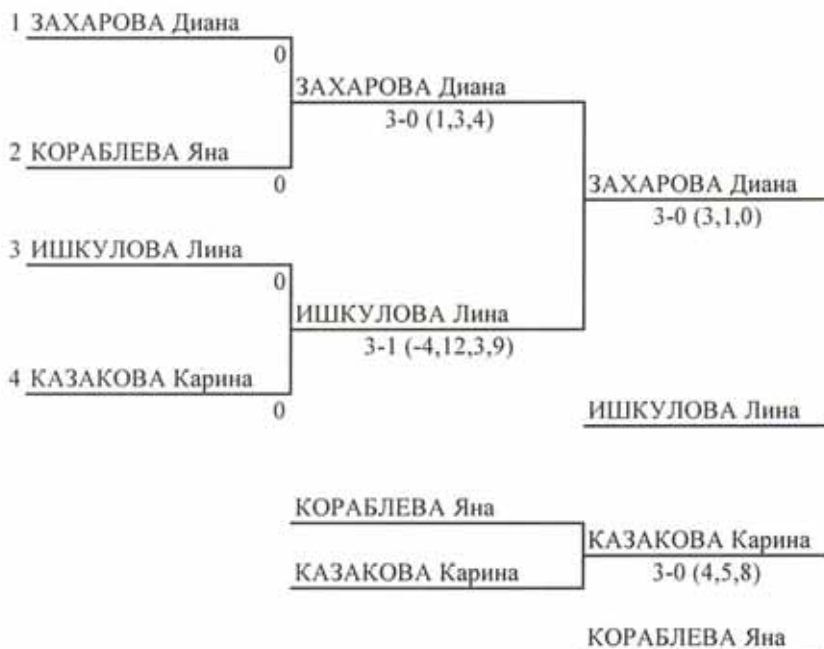 1 ЗАХАРОВА Диана
0
ЗАХАРОВА Диана
3-0 (1,3,4)
2 КОРАБЛЕВА Яна
0
ЗАХАРОВА Диана
3-0 (3,1,0)
3 ИШКУЛОВА Лина
0
ИШКУЛОВА Лина
3-1 (-4,12,3,9)
4 КАЗАКОВА Карина
0
ИШКУЛОВА Лина
КОРАБЛЕВА Яна
КАЗАКОВА Карина
3-0 (4,5,8)
КАЗАКОВА Карина
КОРАБЛЕВА Яна